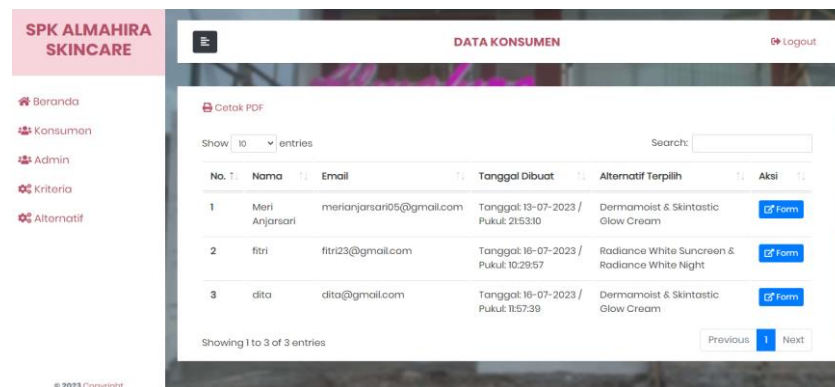 SPK ALMAHIRA
SKINCARE
DATA KONSUMEN
Logout
Beranda
Konsumen
Admin
Kriteria
Alternatif
Cetak PDF
Show 10 entries
Search:
No. Nama Email Tanggal Dibuat Alternatif Terpilih Aksi
1 Meri merianjarsari05@gmail.com Tanggal: 13-07-2023 / Dermamoist & Skintastic Form
Anjarsari Pukul: 21:53:10 Glow Cream
2 fitri fitri23@gmail.com Tanggal: 16-07-2023 / Radiance White Suncreen & Form
Pukul: 10:29:57 Radiance White Night
3 dita dita@gmail.com Tanggal: 16-07-2023 / Dermamoist & Skintastic Form
Pukul: 11:57:39 Glow Cream
Showing 1 to 3 of 3 entries
Previous 1 Next
© 2023 Copyright